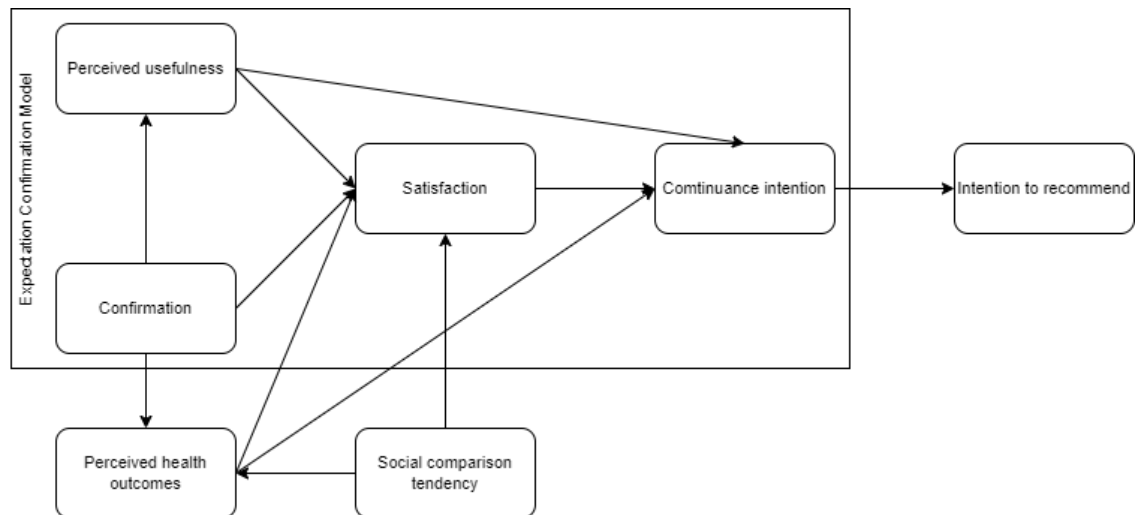 Expectation Confirmation Model
Perceived usefulness
Satisfaction
Comtinuance intention
Intention to recommend
Confirmation
Perceived health
outcomes
Social comparison
tendency